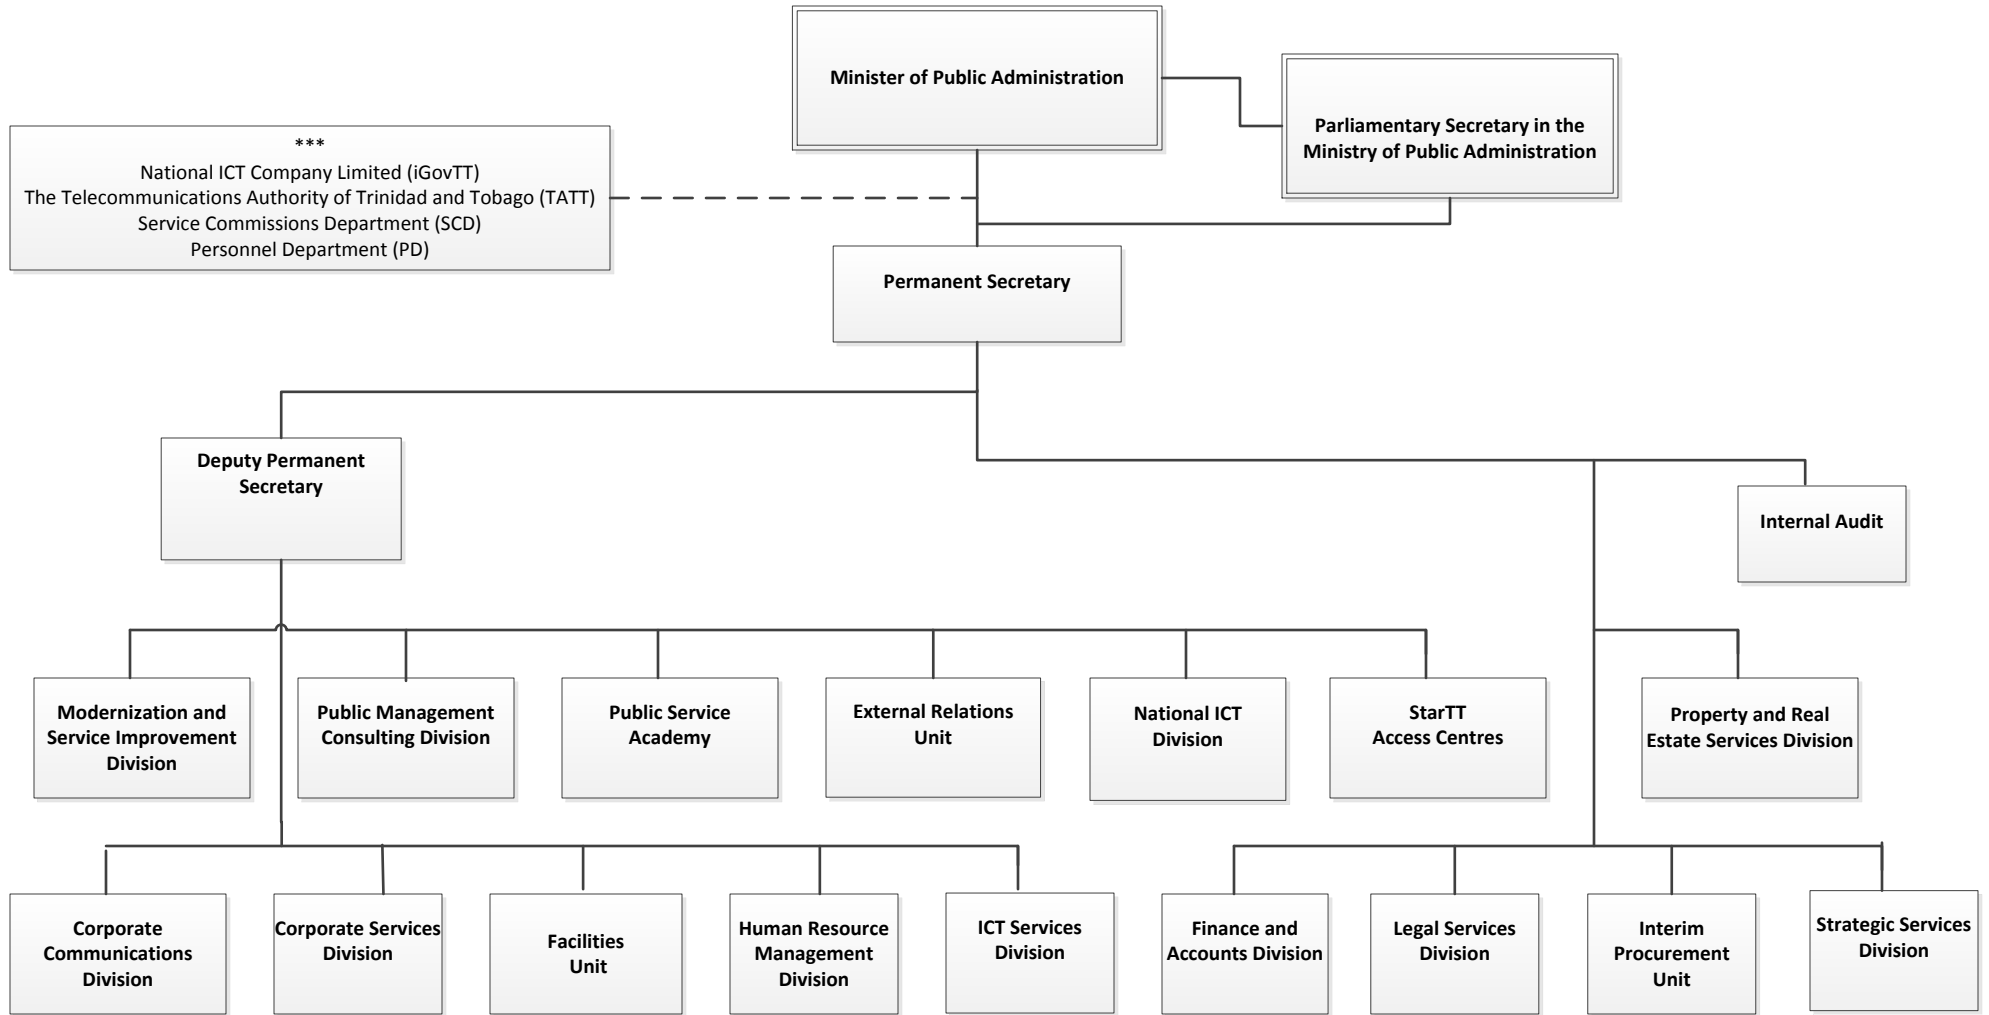 Minister of Public Administration
Parliamentary Secretary in the
Ministry of Public Administration
***
National ICT Company Limited (iGovTT)
The Telecommunications Authority of Trinidad and Tobago (TATT)
Service Commissions Department (SCD)
Personnel Department (PD)
Permanent Secretary
Deputy Permanent
Secretary
Internal Audit
Modernization and
Service Improvement
Division
Public Management
Consulting Division
Public Service
Academy
External Relations
Unit
National ICT
Division
StarTT
Access Centres
Property and Real
Estate Services Division
Corporate
Communications
Division
Corporate Services
Division
Facilities
Unit
Human Resource
Management
Division
ICT Services
Division
Finance and
Accounts Division
Legal Services
Division
Interim
Procurement
Unit
Strategic Services
Division